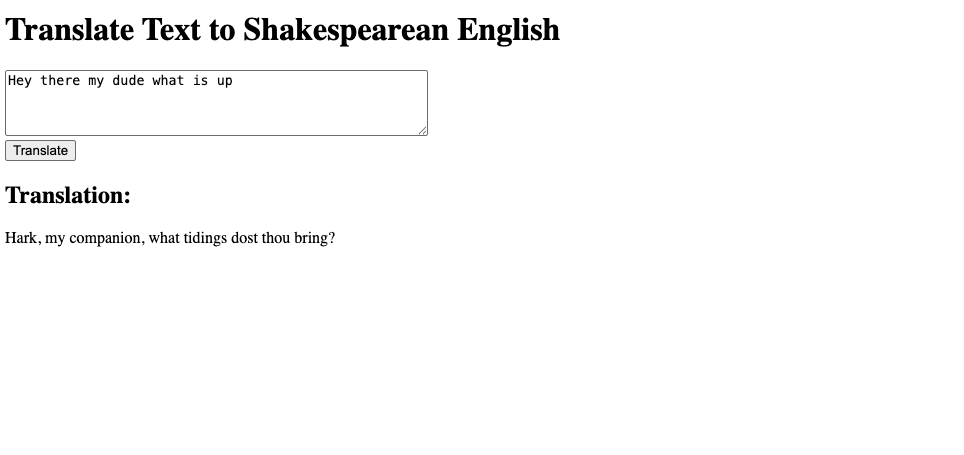 Translate Text to Shakespearean English
Hey there my dude what is up
Translate
Translation:
Hark, my companion, what tidings dost thou bring?